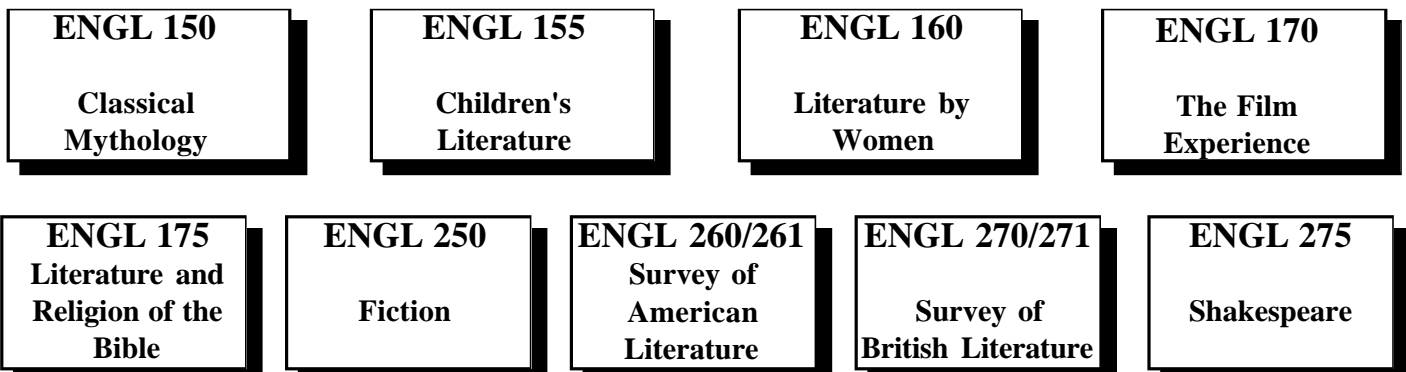 ENGL 150
Classical
Mythology
ENGL 155
Children's
Literature
ENGL 160
Literature by
Women
ENGL 170
The Film
Experience
ENGL 175
Literature and
Religion of the
Bible
ENGL 250
Fiction
ENGL 260/261
Survey of
American
Literature
ENGL 270/271
Survey of
British Literature
ENGL 275
Shakespeare